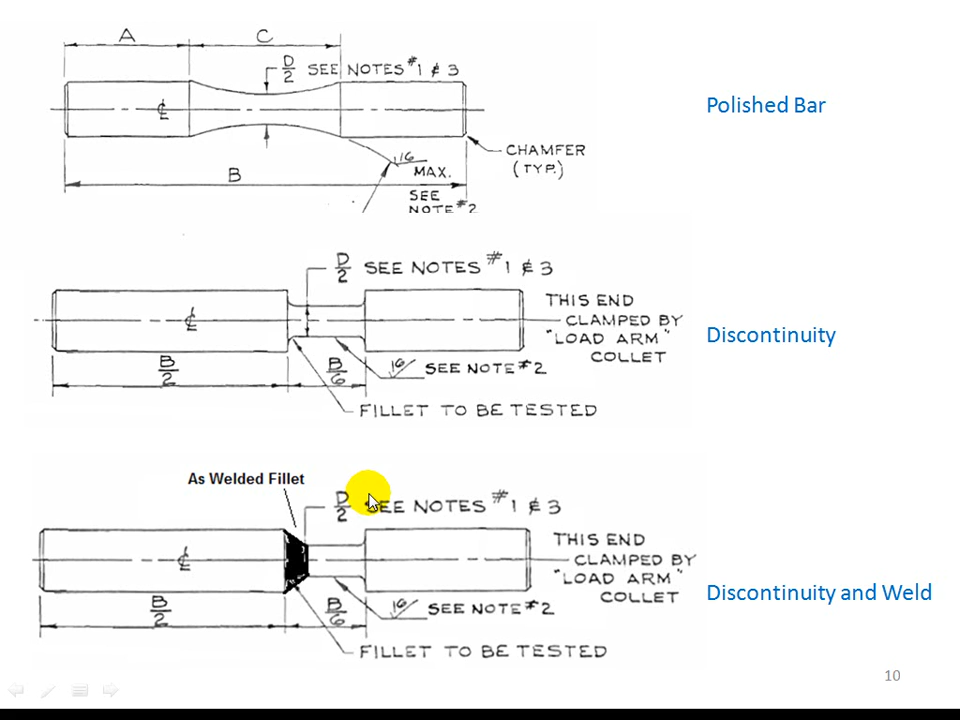 A
C
D/2 SEE NOTES #1 & 3
Polished Bar
℄
CHAMFER
(TYP.)
16
MAX.
B
SEE
NOTE #2
D/2 SEE NOTES #1 & 3
THIS END
CLAMPED BY
"LOAD ARM"
COLLET
℄
Discontinuity
B/2
B/6
16 SEE NOTE #2
FILLET TO BE TESTED
As Welded Fillet
D/2 SEE NOTES #1 & 3
THIS END
CLAMPED BY
"LOAD ARM"
COLLET
℄
Discontinuity and Weld
B/2
B/6
16 SEE NOTE #2
FILLET TO BE TESTED
10